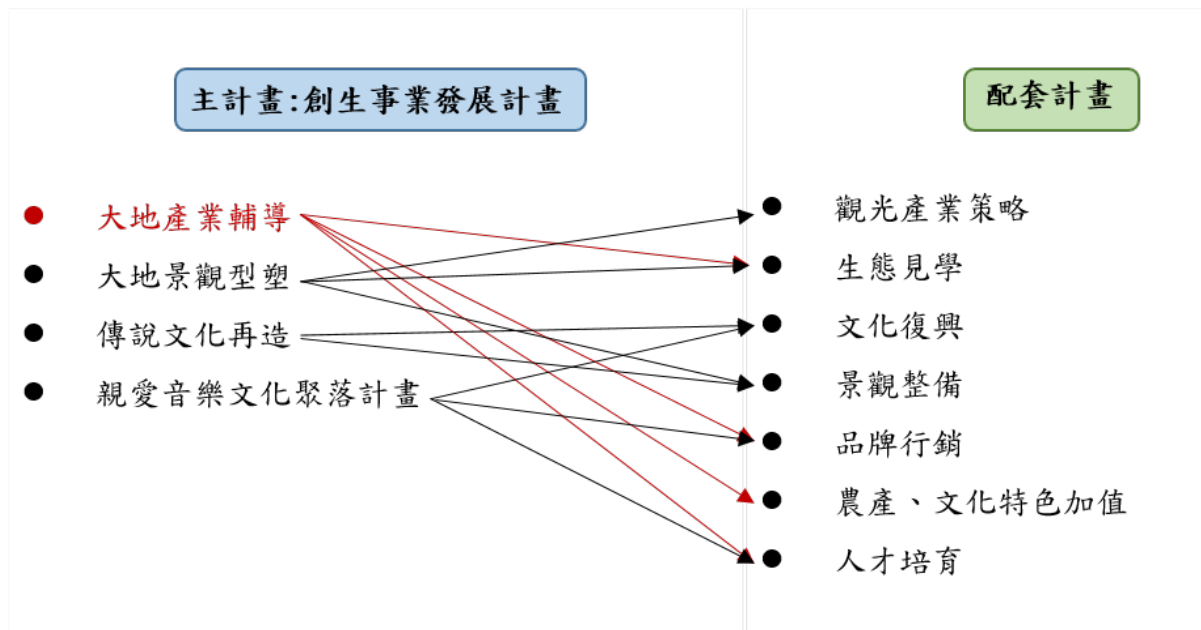 主計畫:創生事業發展計畫
大地產業輔導
大地景觀型塑
傳說文化再造
親愛音樂文化聚落計畫
配套計畫
觀光產業策略
生態見學
文化復興
景觀整備
品牌行銷
農產、文化特色加值
人才培育